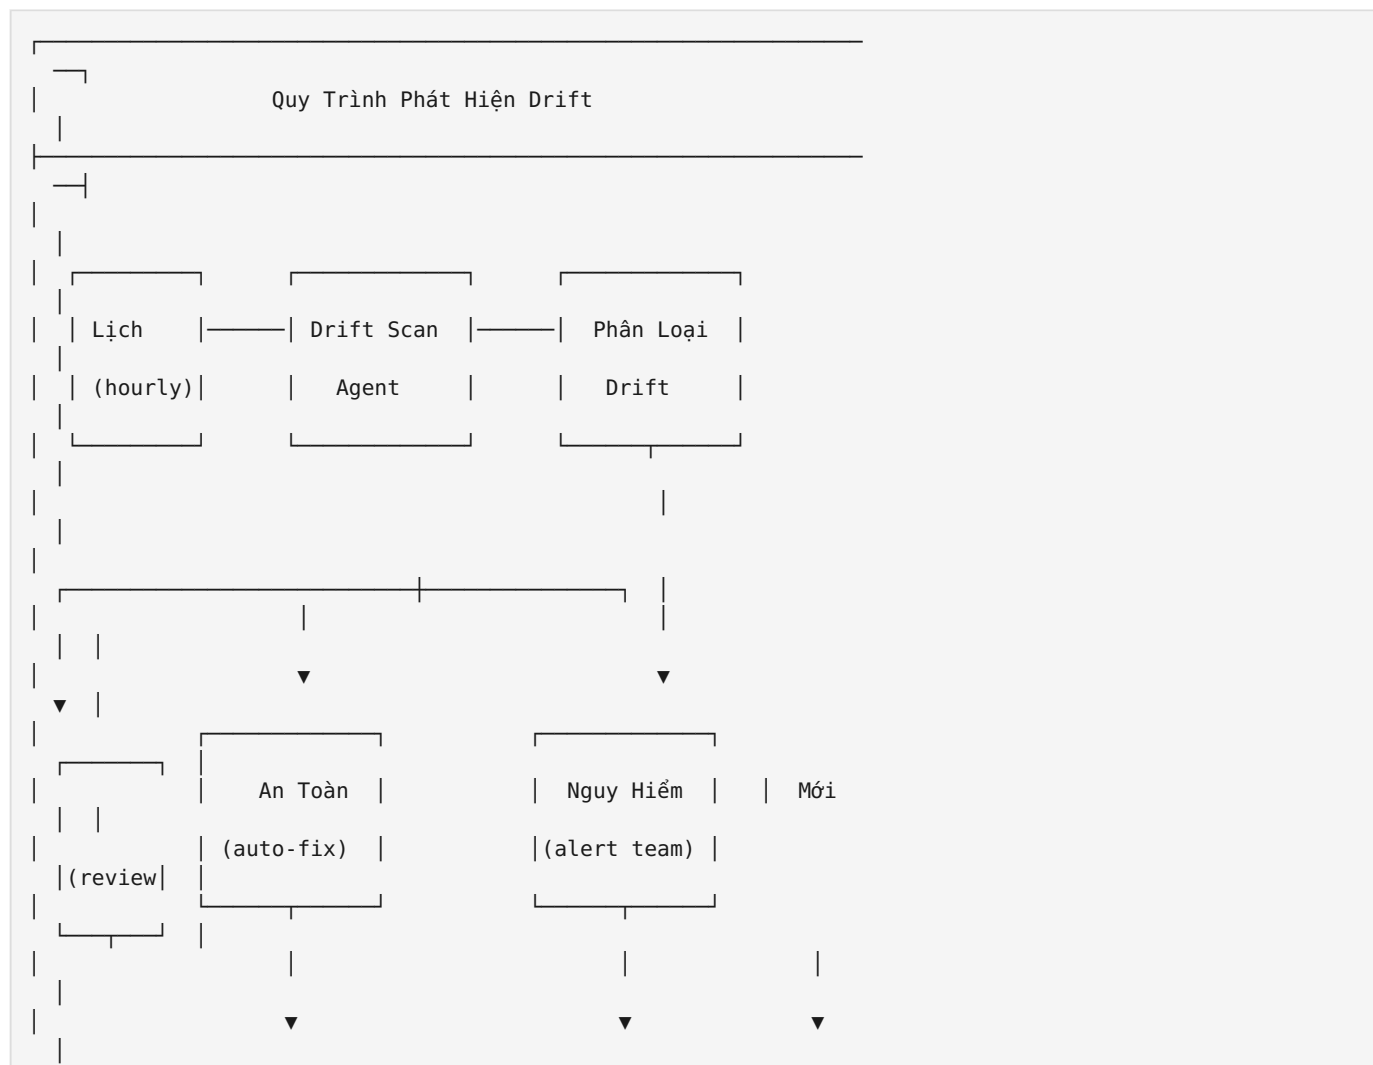 Quy Trình Phát Hiện Drift
Lịch Drift Scan Phân Loại
(hourly) Agent Drift
An Toàn Nguy Hiểm Mới
(auto-fix) (alert team)
(review